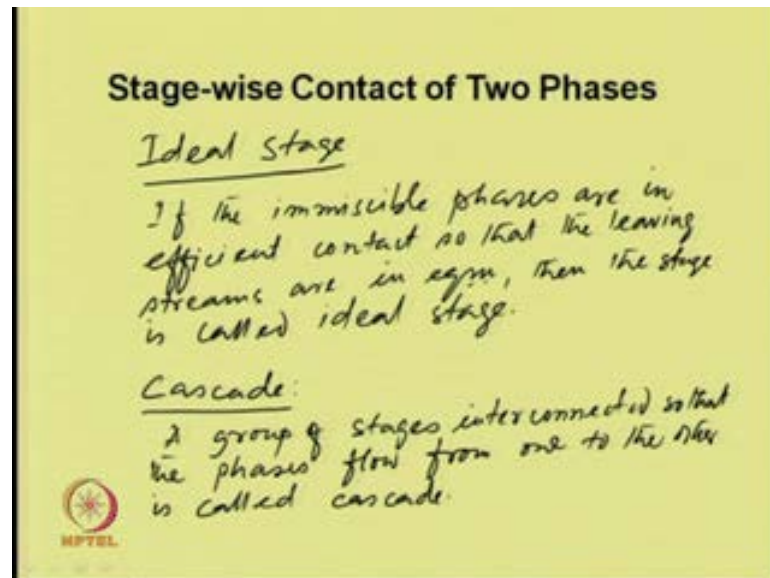 Stage-wise Contact of Two Phases
Ideal stage
If the immiscible phases are in
efficient contact so that the leaving
streams are in eqm, then the stage
is called ideal stage.
Cascade:
A group of stages interconnected so that
the phases flow from one to the other
is called cascade.
NPTEL